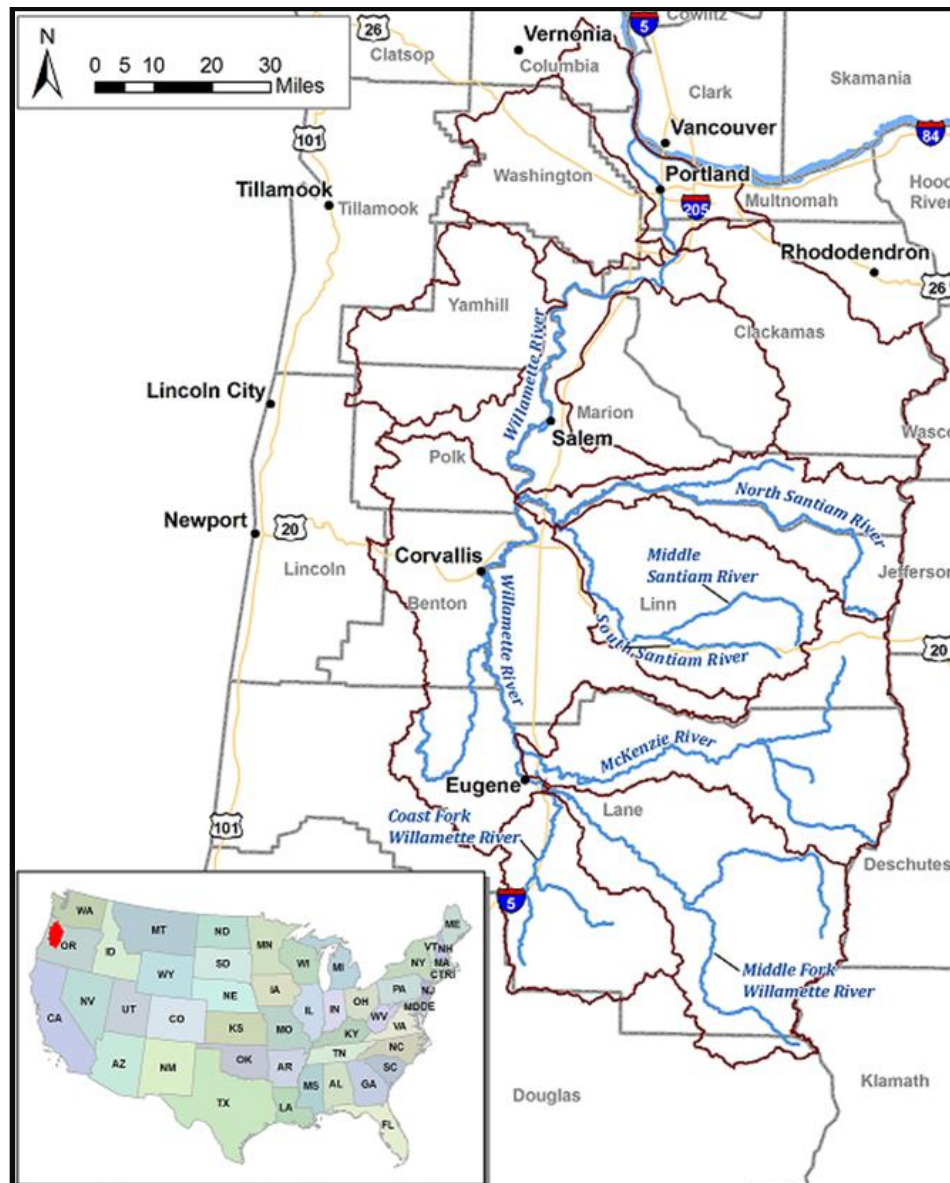 N
0 5 10 20 30
Miles
26
Clatsop
Vernonia
Columbia
5
Cowlitz
Clark
Skamania
84
101
Vancouver
Washington
Portland
Hood
River
Tillamook
Tillamook
205
Multnomah
Rhododendron
26
Yamhill
Clackamas
Willamette River
Lincoln City
Marion
Salem
Wasco
Polk
North Santiam River
Newport
20
Corvallis
Middle
Santiam River
Lincoln
Jefferson
Benton
Linn
Willamette River
South Santiam River
20
McKenzie River
Eugene
Coast Fork
Willamette River
Lane
101
Deschutes
5
Middle Fork
Willamette River
Douglas
Klamath
WA
OR
ID
MT
ND
MN
WI
MI
ME
VT
NH
NY
MA
CT
RI
WY
SD
IA
PA
NJ
MD
DE
NV
UT
CO
NE
IL
IN
OH
WV
VA
CA
KS
MO
KY
NC
AZ
NM
OK
AR
TN
SC
TX
LA
MS
AL
GA
FL